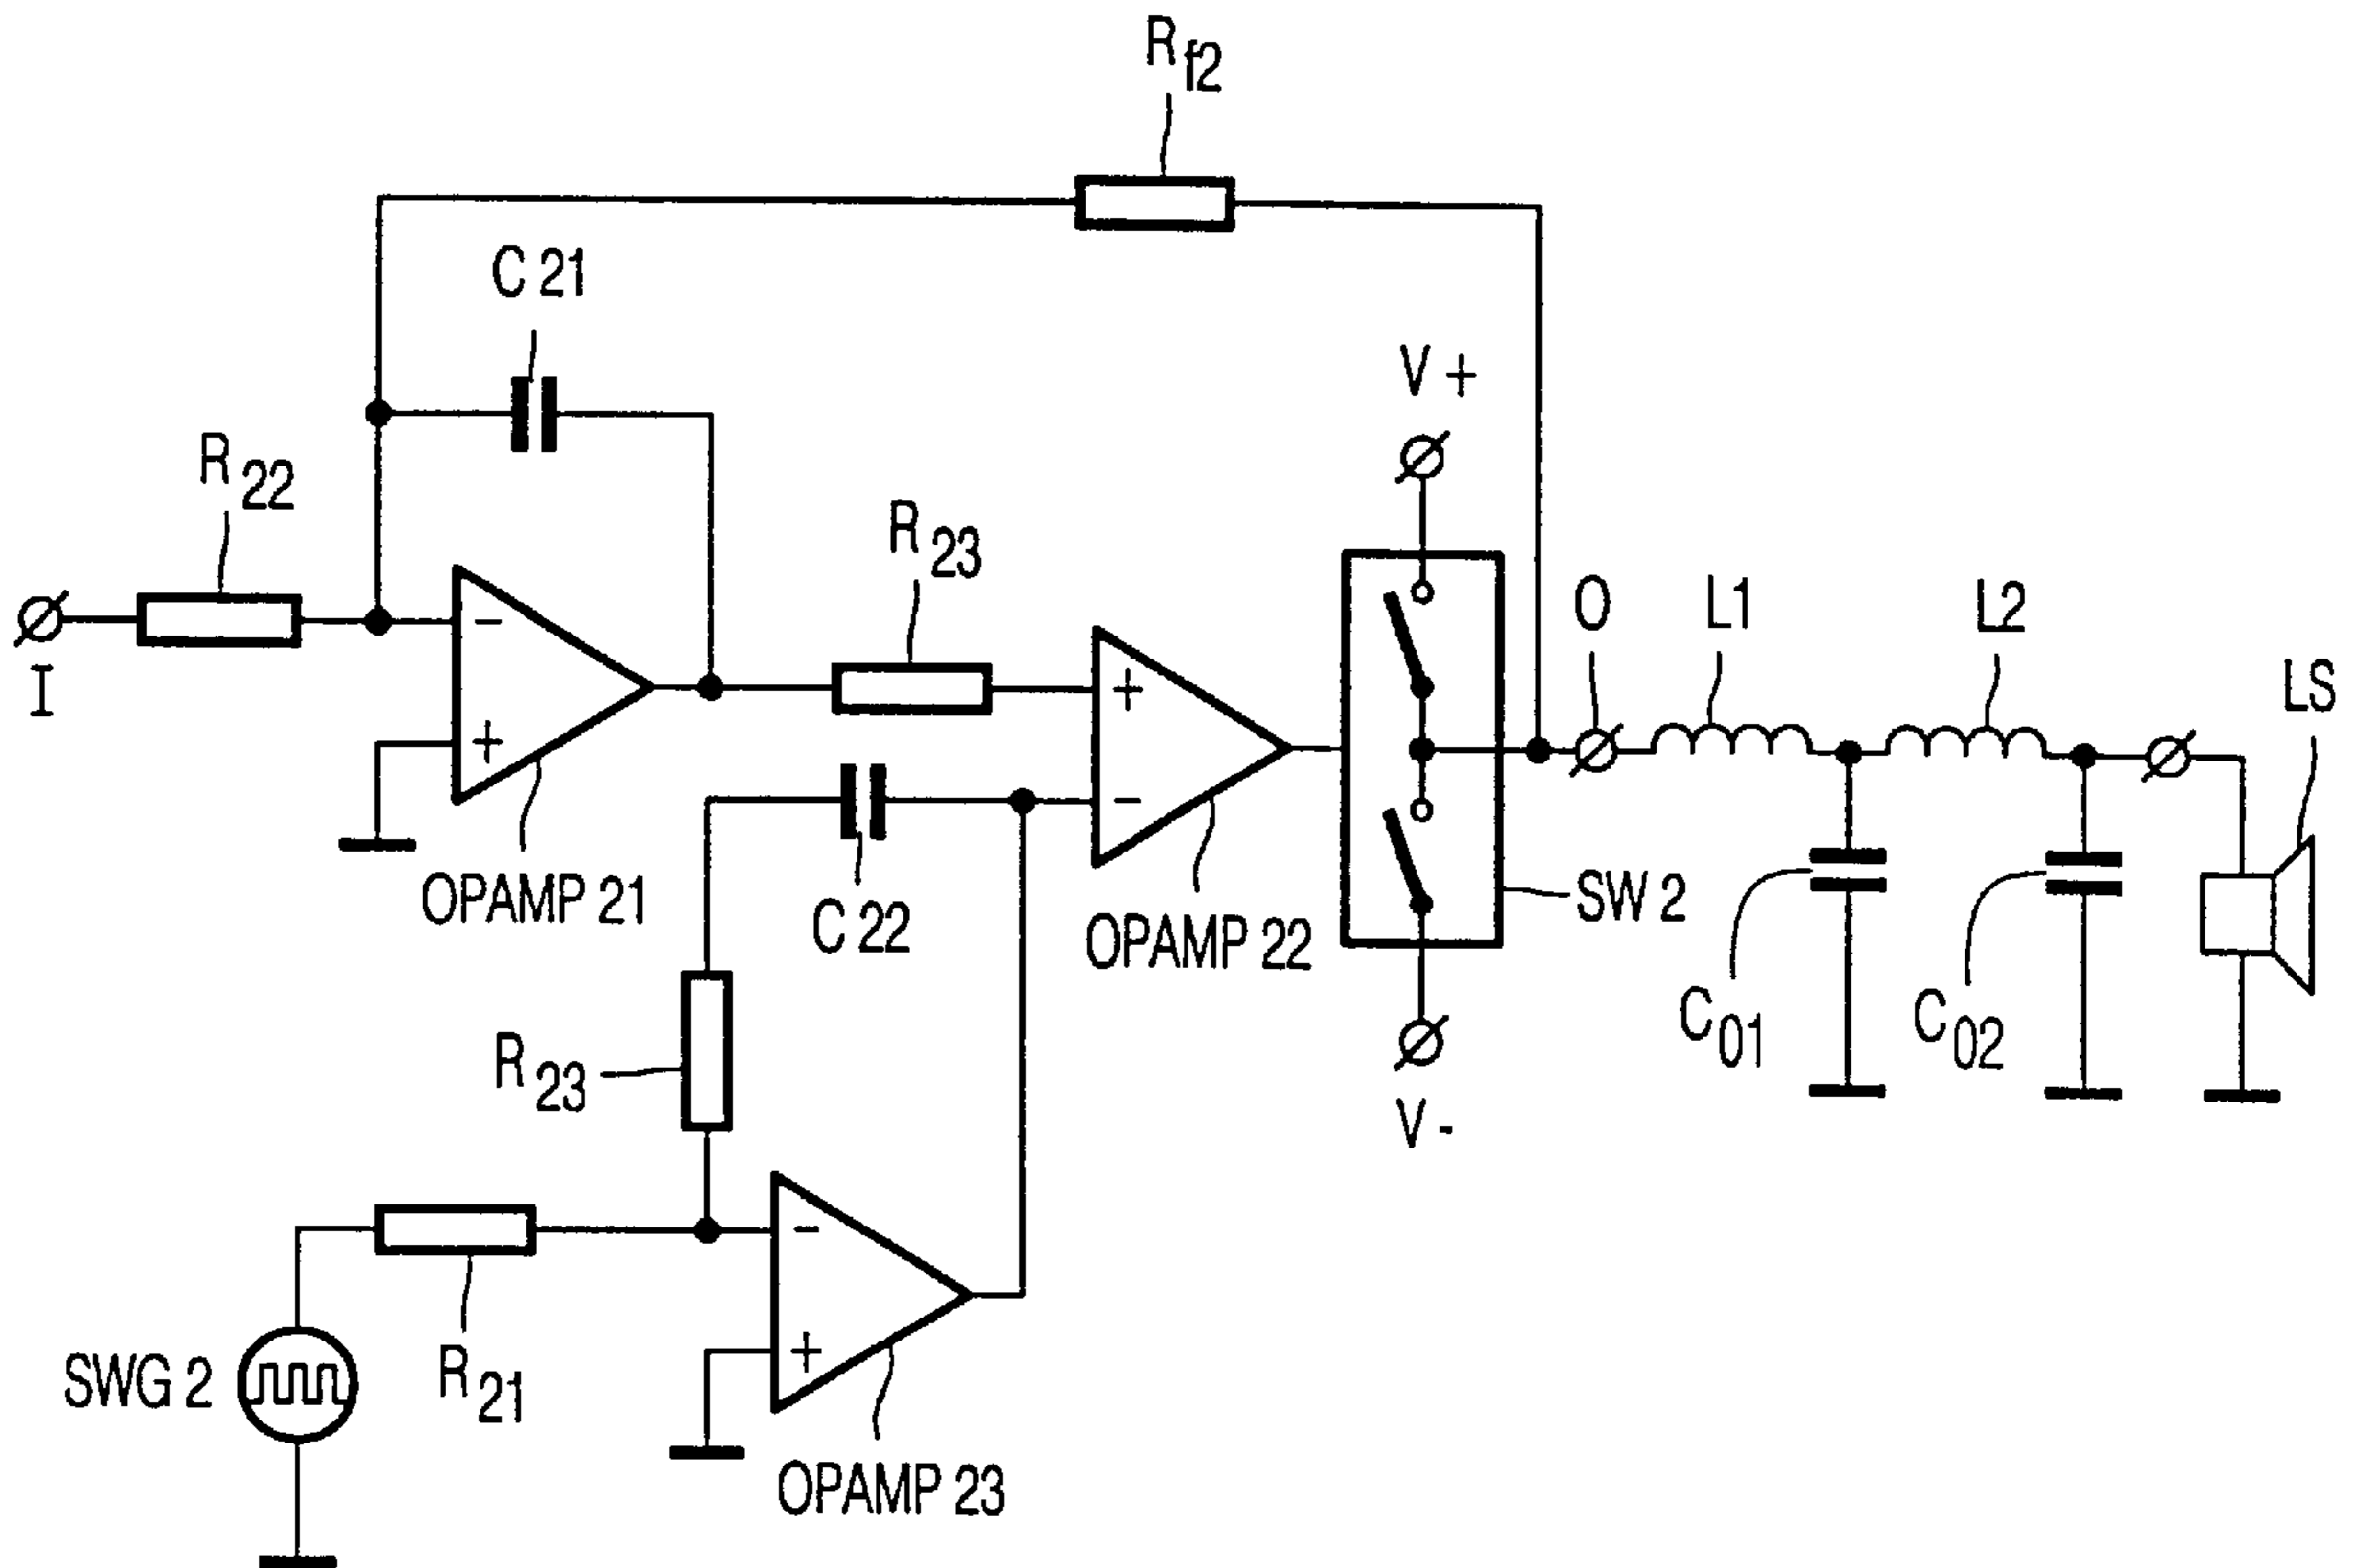 Rf2
C 21
V +
R22
R23
O
L1
L2
LS
I
+
-
+
-
OPAMP 21
C 22
OPAMP 22
SW 2
C01
C02
R23
V -
-
+
SWG 2
R21
OPAMP 23